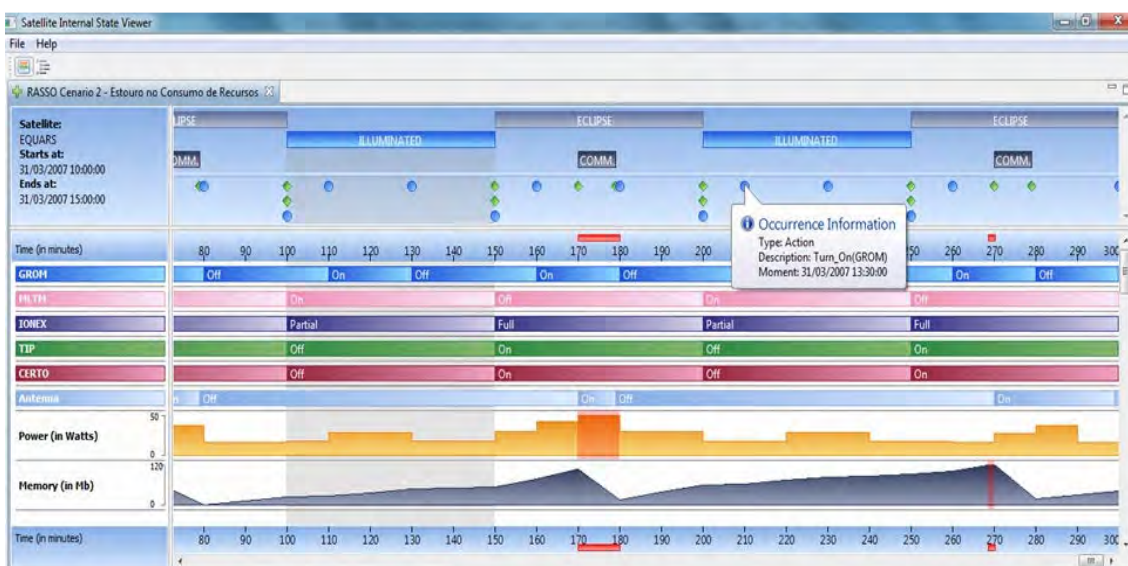 Satellite Internal State Viewer
File Help
RASSO Cenario 2 - Estouro no Consumo de Recursos
Satellite:
EQUARS
Starts at:
31/03/2007 10:00:00
Ends at:
31/03/2007 15:00:00
LIPSE ECLIPSE ECLIPSE
ILLUMINATED ILLUMINATED
OMM. COMM. COMM.
Occurrence Information
Type: Action
Description: Turn_On(GROM)
Moment: 31/03/2007 13:30:00
Time (in minutes) 80 90 100 110 120 130 140 150 160 170 180 190 200 50 260 270 280 290 300
GROM Off On Off On Off On Off
MLTM On Off On Off
IONEX Partial Full Partial Full
TIP Off On Off On
CERTO Off On Off On
Antenna n Off On Off On
Power (in Watts) 50 0
Memory (in Mb) 120 0
Time (in minutes) 80 90 100 110 120 130 140 150 160 170 180 190 200 210 220 230 240 250 260 270 280 290 300